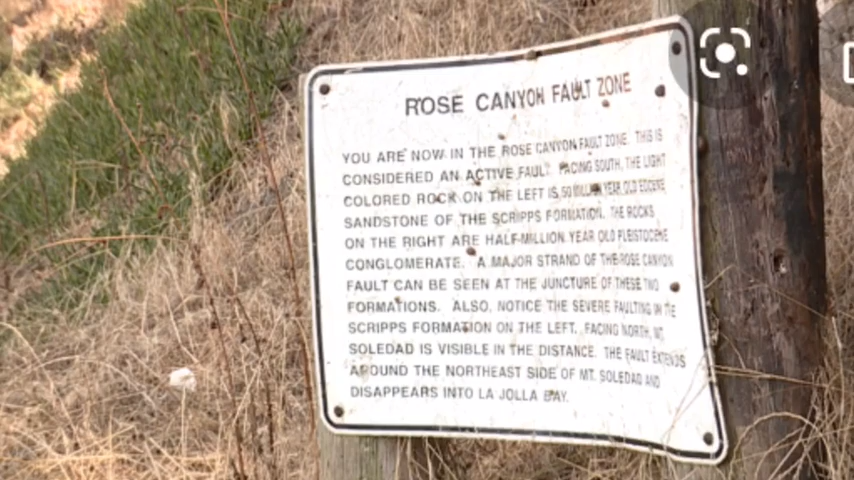 ROSE CANYON FAULT ZONE
YOU ARE NOW IN THE ROSE CANYON FAULT ZONE. THIS IS
CONSIDERED AN ACTIVE FAULT. FACING SOUTH, THE LIGHT
COLORED ROCK ON THE LEFT IS 50 MILLION YEAR OLD EOCENE
SANDSTONE OF THE SCRIPPS FORMATION. THE ROCKS
ON THE RIGHT ARE HALF-MILLION YEAR OLD PLEISTOCENE
CONGLOMERATE. A MAJOR STRAND OF THE ROSE CANYON
FAULT CAN BE SEEN AT THE JUNCTURE OF THESE TWO
FORMATIONS. ALSO, NOTICE THE SEVERE FAULTING IN THE
SCRIPPS FORMATION ON THE LEFT. FACING NORTH, MT.
SOLEDAD IS VISIBLE IN THE DISTANCE. THE FAULT EXTENDS
AROUND THE NORTHEAST SIDE OF MT. SOLEDAD AND
DISAPPEARS INTO LA JOLLA BAY.